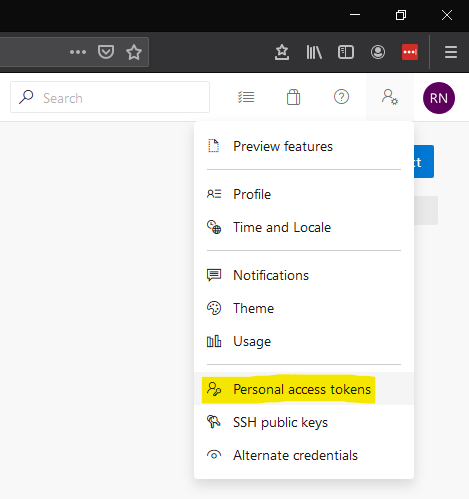 Search
RN
Preview features
ct
Profile
Time and Locale
Notifications
Theme
Usage
Personal access tokens
SSH public keys
Alternate credentials